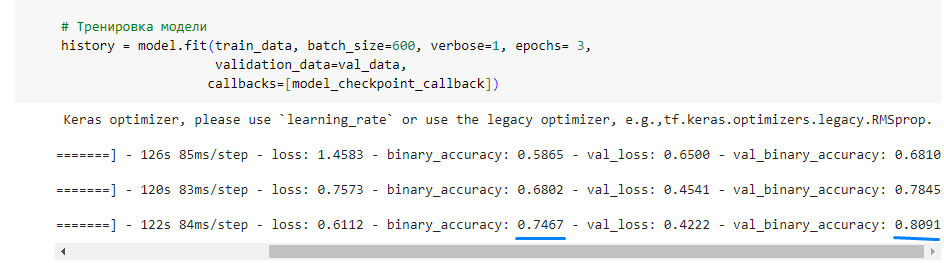 # Тренировка модели
history = model.fit(train_data, batch_size=600, verbose=1, epochs= 3,
validation_data=val_data,
callbacks=[model_checkpoint_callback])
Keras optimizer, please use `learning_rate` or use the legacy optimizer, e.g.,tf.keras.optimizers.legacy.RMSprop.
=======] - 126s 85ms/step - loss: 1.4583 - binary_accuracy: 0.5865 - val_loss: 0.6500 - val_binary_accuracy: 0.6810
=======] - 120s 83ms/step - loss: 0.7573 - binary_accuracy: 0.6802 - val_loss: 0.4541 - val_binary_accuracy: 0.7845
=======] - 122s 84ms/step - loss: 0.6112 - binary_accuracy: 0.7467 - val_loss: 0.4222 - val_binary_accuracy: 0.8091